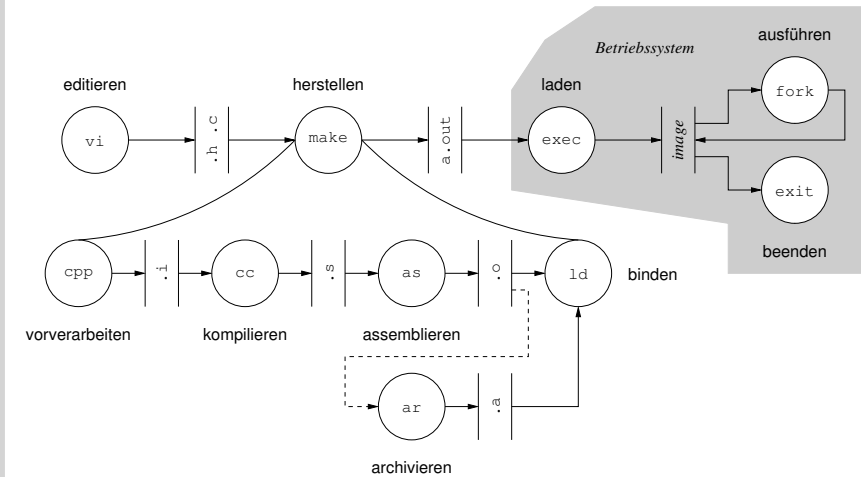 ausführen
Betriebssystem
editieren
herstellen
laden
vi
.h .c
make
a.out
exec
image
fork
exit
beenden
cpp
.i
cc
.s
as
.o
ld
binden
vorverarbeiten
kompilieren
assemblieren
ar
.a
archivieren